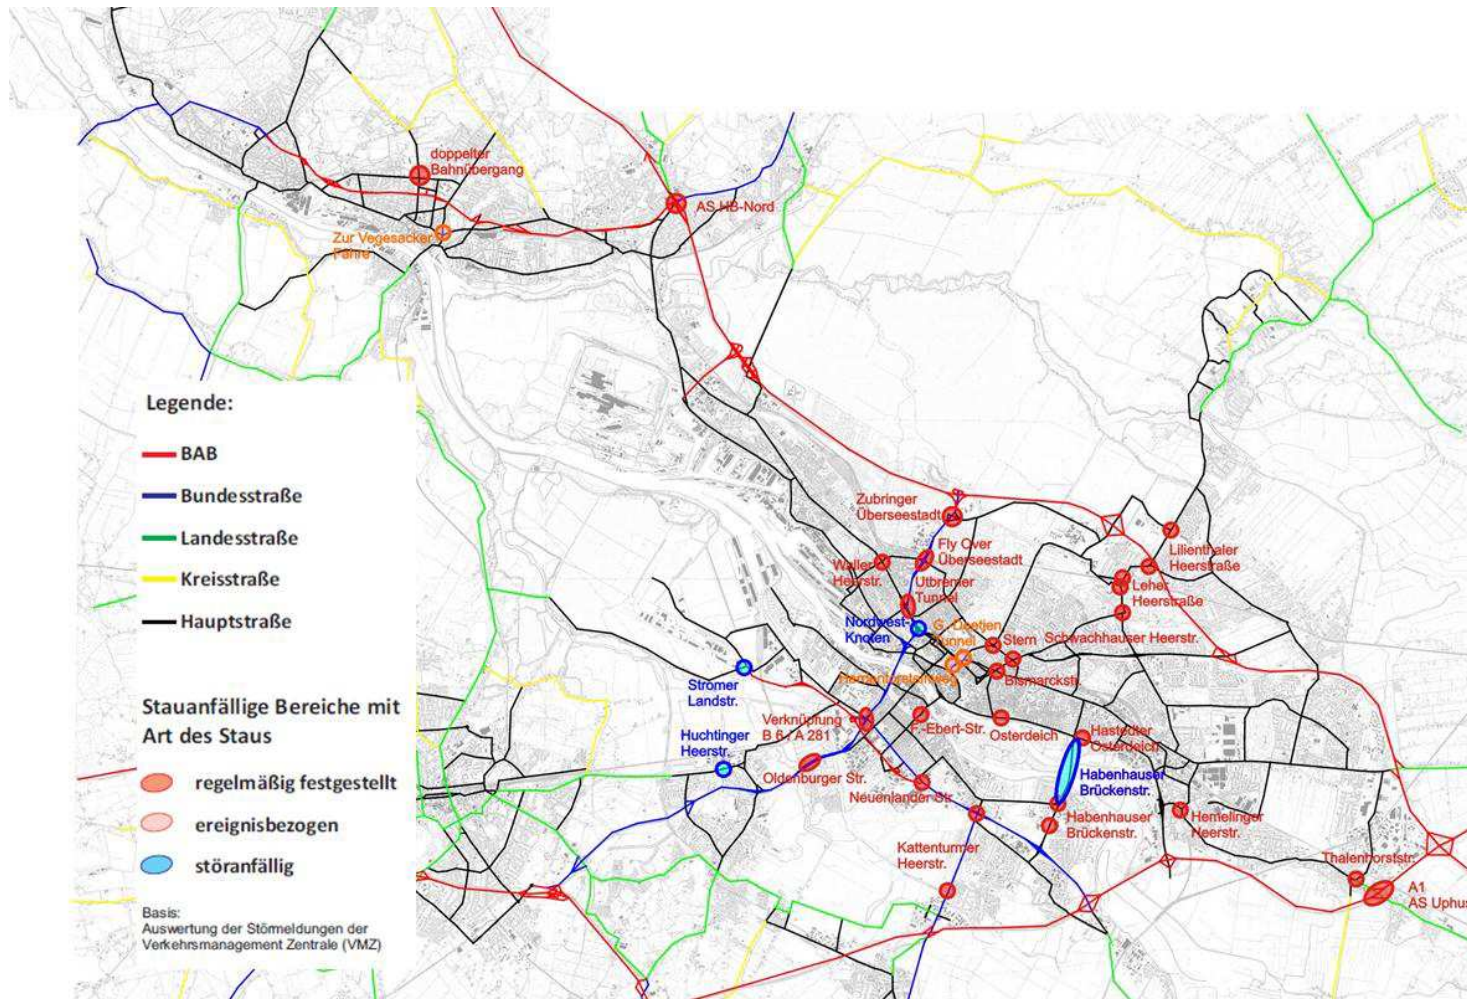 doppelter
Bahnübergang
AS HB-Nord
Zur Vegesacker
Fähre
Legende:
BAB
Bundesstraße
Landesstraße
Kreisstraße
Hauptstraße
Stauanfällige Bereiche mit
Art des Staus
regelmäßig festgestellt
ereignisbezogen
störanfällig
Basis:
Auswertung der Störmeldungen der
Verkehrsmanagement Zentrale (VMZ)
Zubringer
Überseestadt
Fly Over
Überseestadt
Waller
Heerstr.
Utbremer
Tunnel
Lilienthaler
Heerstraße
Leher
Heerstraße
Nordwest-
Knoten
G. Deetjen
Tunnel
Stern
Schwachhauser Heerstr.
Bismarckstr.
Stromer
Landstr.
Verknüpfung
B 6 / A 281
F.-Ebert-Str.
Osterdeich
Hastedter
Osterdeich
Huchtinger
Heerstr.
Oldenburger Str.
Neuenlander Str.
Habenhauser
Brückenstr.
Habenhauser
Brückenstr.
Hemelinger
Heerstr.
Kattenturmer
Heerstr.
Thalenhorststr.
A1
AS Uphus